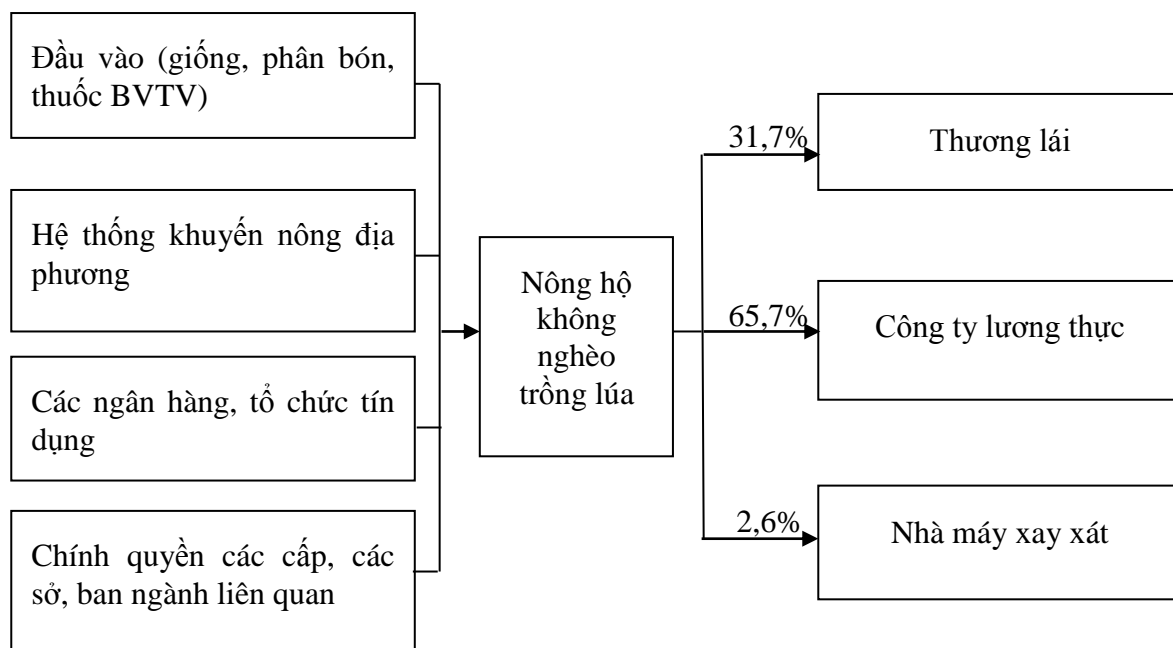 Đầu vào (giống, phân bón,
thuốc BVTV)
Hệ thống khuyến nông địa
phương
Các ngân hàng, tổ chức tín
dụng
Chính quyền các cấp, các
sở, ban ngành liên quan
Nông hộ
không
nghèo
trồng lúa
31,7%
Thương lái
65,7%
Công ty lương thực
2,6%
Nhà máy xay xát